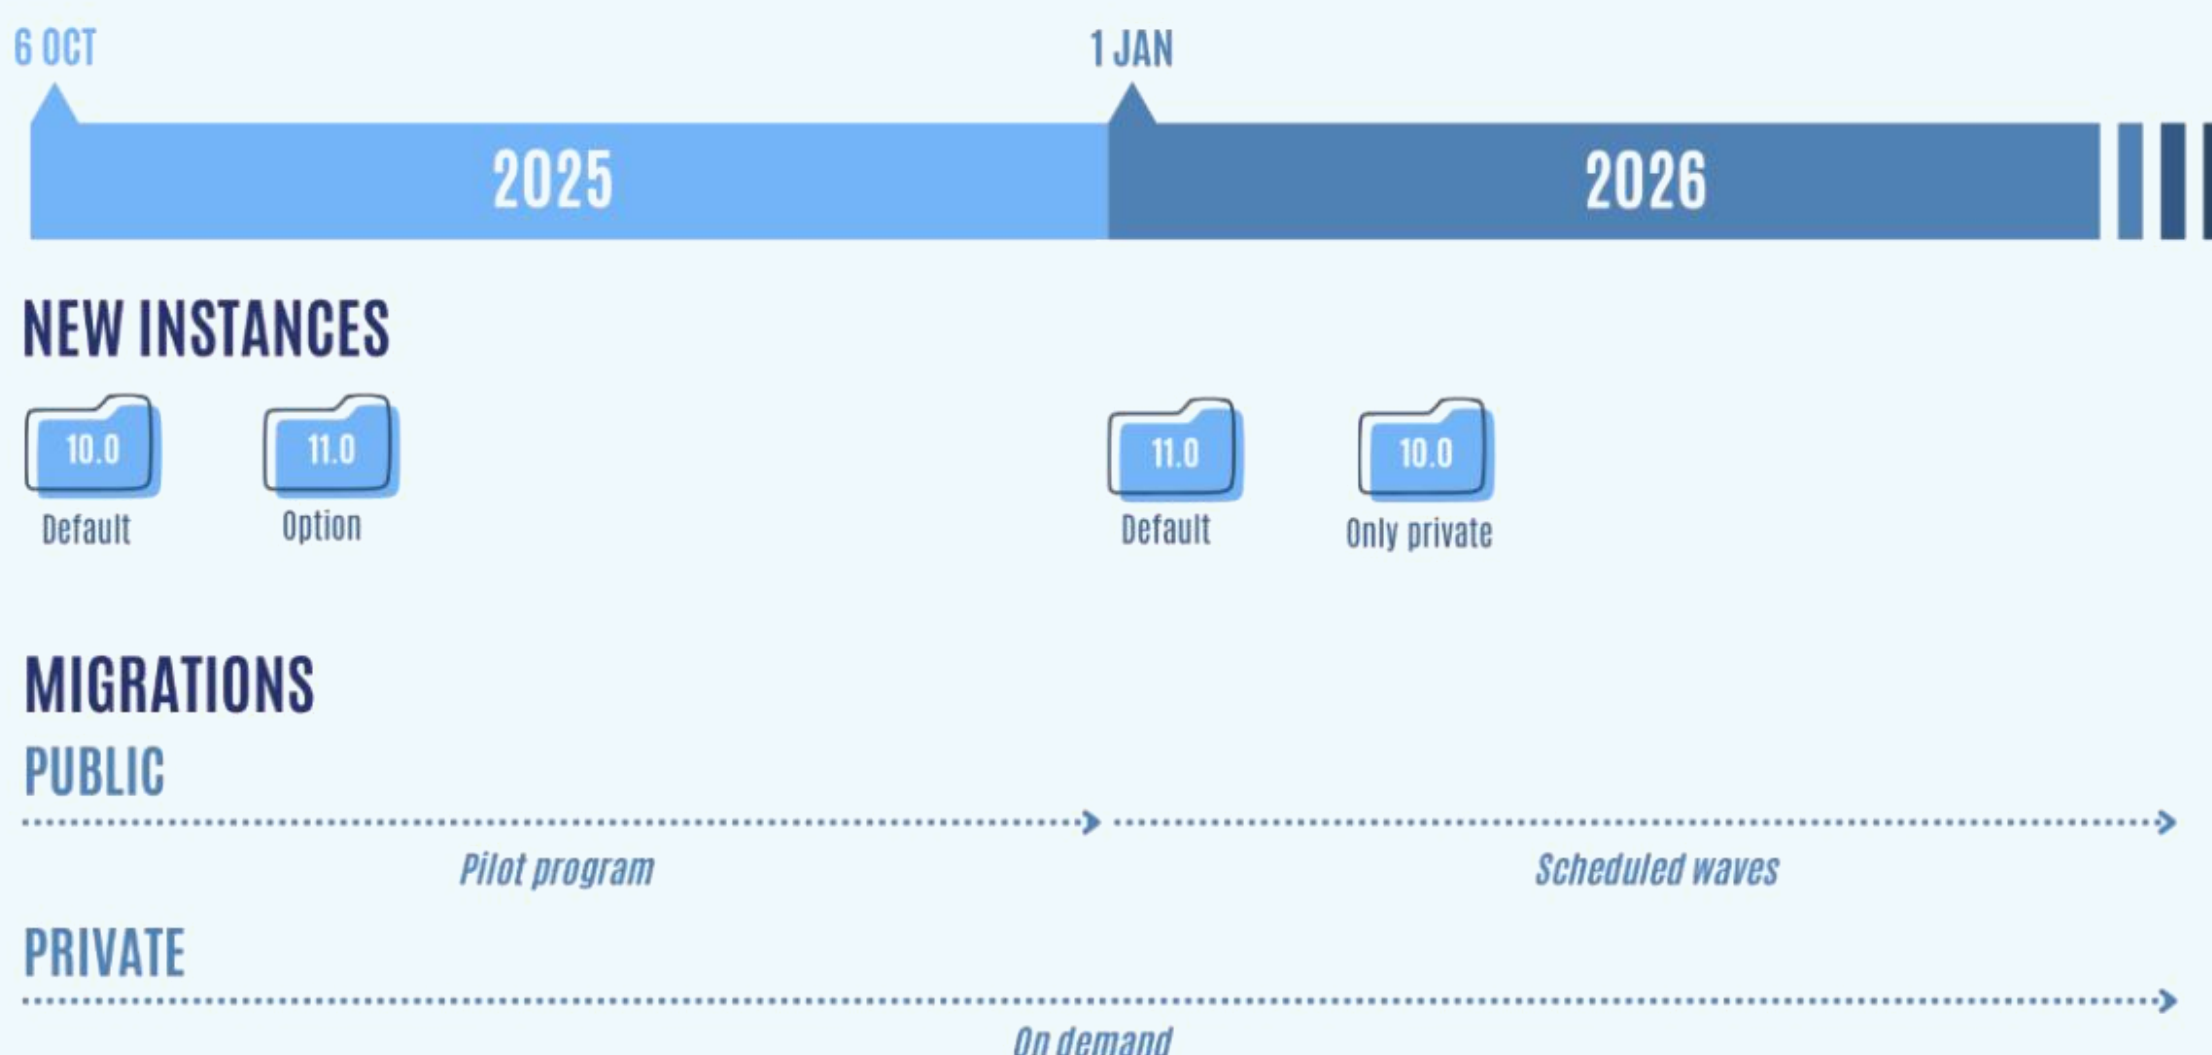 6 OCT
1 JAN
2025
2026
NEW INSTANCES
10.0
11.0
11.0
10.0
Default
Option
Default
Only private
MIGRATIONS
PUBLIC
Pilot program
Scheduled waves
PRIVATE
On demand